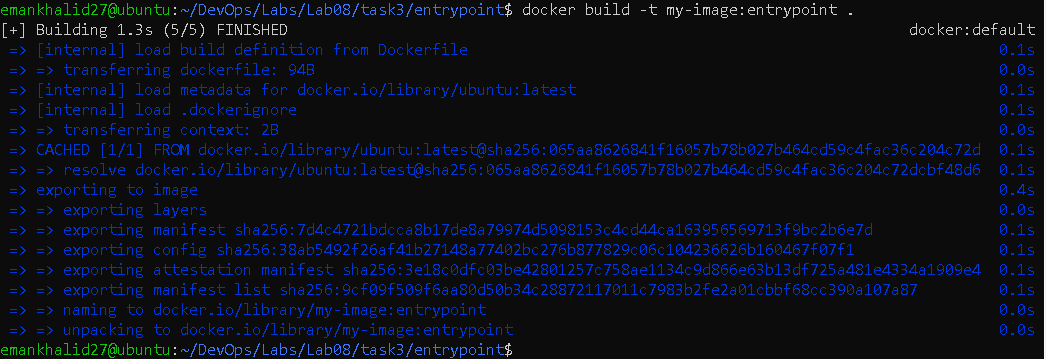 emankhalid27@ubuntu:~/DevOps/Labs/Lab08/task3/entrypoint$ docker build -t my-image:entrypoint .
[+] Building 1.3s (5/5) FINISHED docker:default
=> [internal] load build definition from Dockerfile 0.1s
=> => transferring dockerfile: 94B 0.0s
=> [internal] load metadata for docker.io/library/ubuntu:latest 0.1s
=> [internal] load .dockerignore 0.1s
=> => transferring context: 2B 0.0s
=> CACHED [1/1] FROM docker.io/library/ubuntu:latest@sha256:065aa8626841f16057b78b027b464cd59c4fac36c204c72d 0.1s
=> => resolve docker.io/library/ubuntu:latest@sha256:065aa8626841f16057b78b027b464cd59c4fac36c204c72dcbf48d6 0.1s
=> exporting to image 0.4s
=> => exporting layers 0.0s
=> => exporting manifest sha256:7d4c4721bdcca8b17de8a79974d5098153c4cd44ca163956569713f9bc2b6e7d 0.1s
=> => exporting config sha256:38ab5492f26af41b27148a77402bc276b877829c06c104236626b160467f07f1 0.1s
=> => exporting attestation manifest sha256:3e18c0dfc03be42801257c758ae1134c9d866e63b13df725a481e4334a1909e4 0.1s
=> => exporting manifest list sha256:9cf09f509f6aa80d50b34c28872117011c7983b2fe2a01cbbf68cc390a107a87 0.1s
=> => naming to docker.io/library/my-image:entrypoint 0.0s
=> => unpacking to docker.io/library/my-image:entrypoint 0.0s
emankhalid27@ubuntu:~/DevOps/Labs/Lab08/task3/entrypoint$